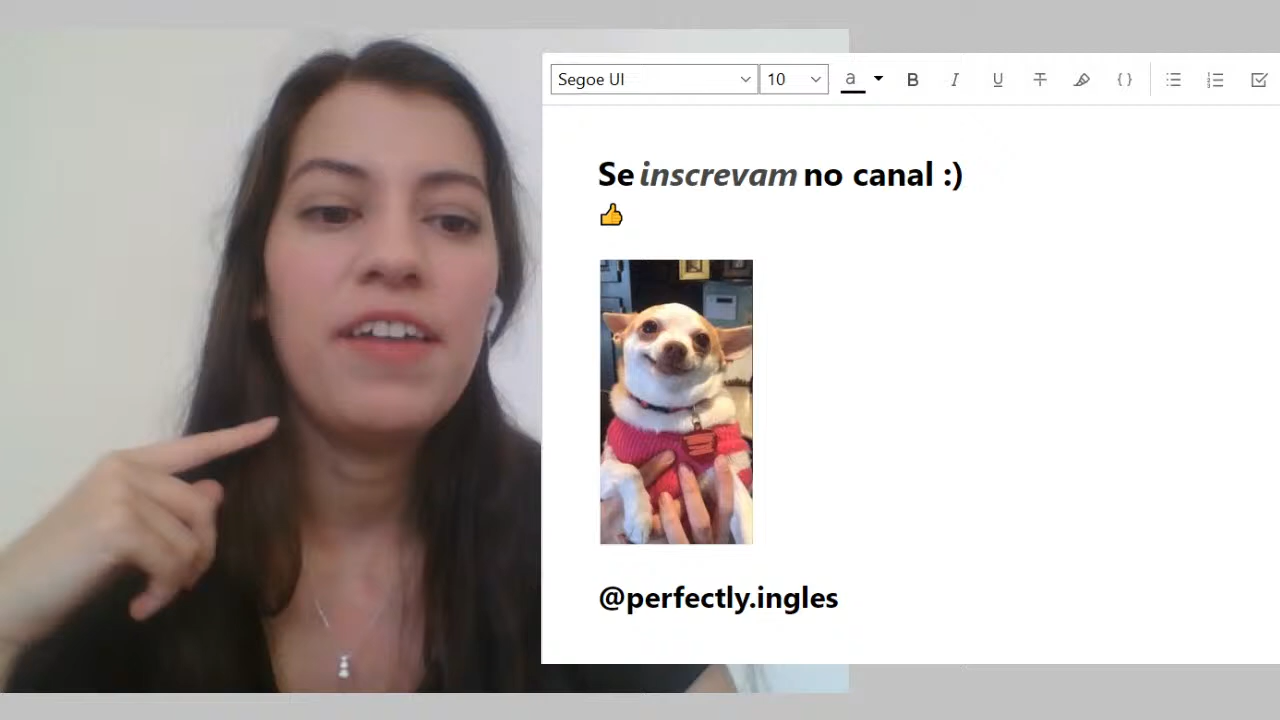 Segoe UI 10 a B I U T { }
Se inscrevam no canal :)
@perfectly.ingles